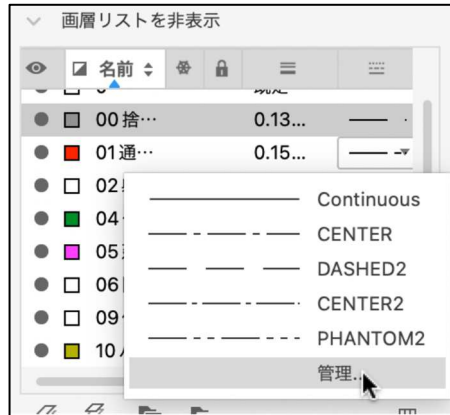 画層リストを非表示
名前
00 捨…
0.13...
01 通…
0.15...
02
Continuous
04
CENTER
05
DASHED2
06
CENTER2
09
PHANTOM2
10
管理...